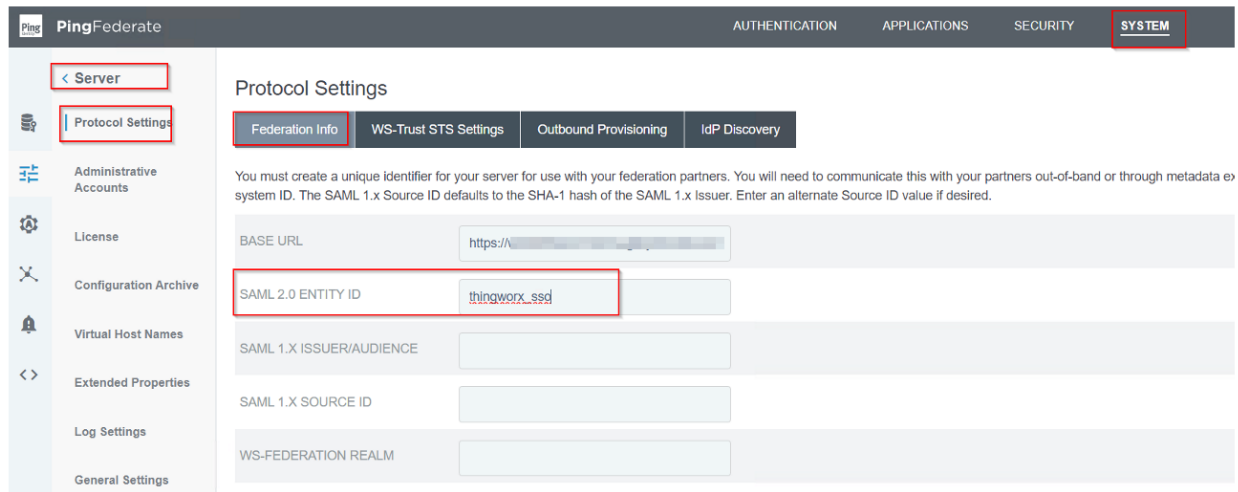 Ping
PingFederate
AUTHENTICATION
APPLICATIONS
SECURITY
SYSTEM
< Server
Protocol Settings
Administrative
Accounts
License
Configuration Archive
Virtual Host Names
Extended Properties
Log Settings
General Settings
Protocol Settings
Federation Info
WS-Trust STS Settings
Outbound Provisioning
IdP Discovery
You must create a unique identifier for your server for use with your federation partners. You will need to communicate this with your partners out-of-band or through metadata ex
system ID. The SAML 1.x Source ID defaults to the SHA-1 hash of the SAML 1.x Issuer. Enter an alternate Source ID value if desired.
BASE URL
https://
SAML 2.0 ENTITY ID
thingworx_sso
SAML 1.X ISSUER/AUDIENCE
SAML 1.X SOURCE ID
WS-FEDERATION REALM